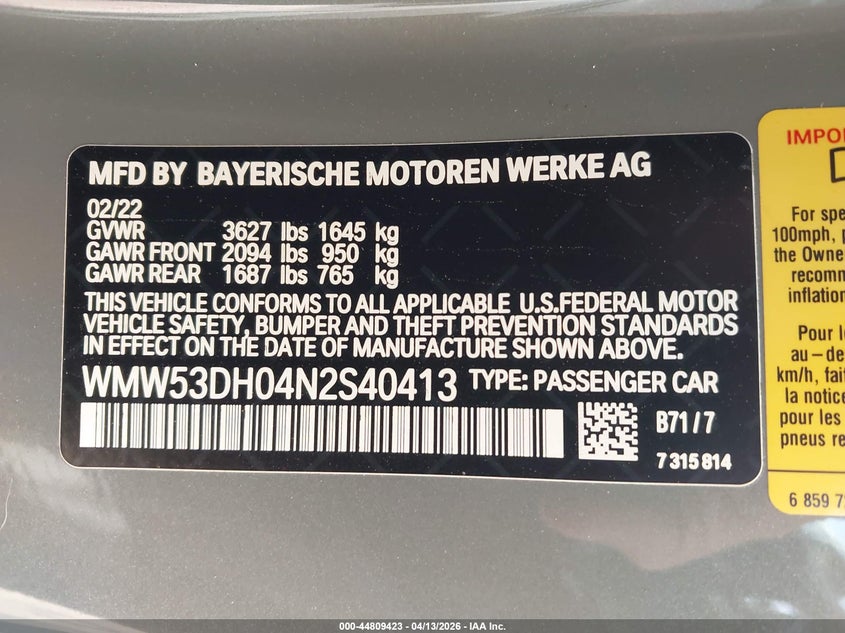 MFD BY BAYERISCHE MOTOREN WERKE AG
02/22
GVWR 3627 lbs 1645 kg
GAWR FRONT 2094 lbs 950 kg
GAWR REAR 1687 lbs 765 kg
THIS VEHICLE CONFORMS TO ALL APPLICABLE U.S.FEDERAL MOTOR
VEHICLE SAFETY, BUMPER AND THEFT PREVENTION STANDARDS
IN EFFECT ON THE DATE OF MANUFACTURE SHOWN ABOVE.
WMW53DH04N2S40413 TYPE: PASSENGER CAR
B71/7
7 315 814
IMPO
For spe
100mph, p
the Owne
recomm
inflation
Pour l
au-de
km/h, fait
la notice
pour les
pneus re
6 859 7
000-44809423 - 04/13/2026 - IAA Inc.